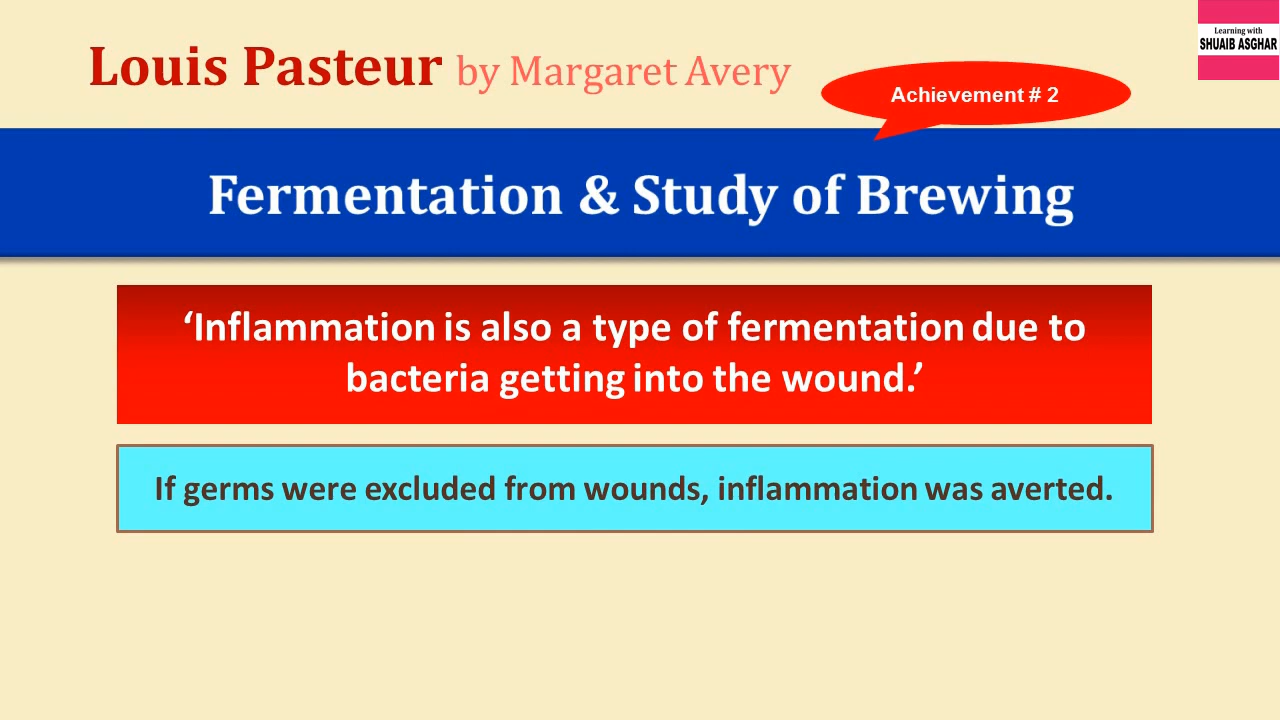 Learning with
SHUAIB ASGHAR
Louis Pasteur by Margaret Avery
Achievement # 2
Fermentation & Study of Brewing
‘Inflammation is also a type of fermentation due to
bacteria getting into the wound.’
If germs were excluded from wounds, inflammation was averted.